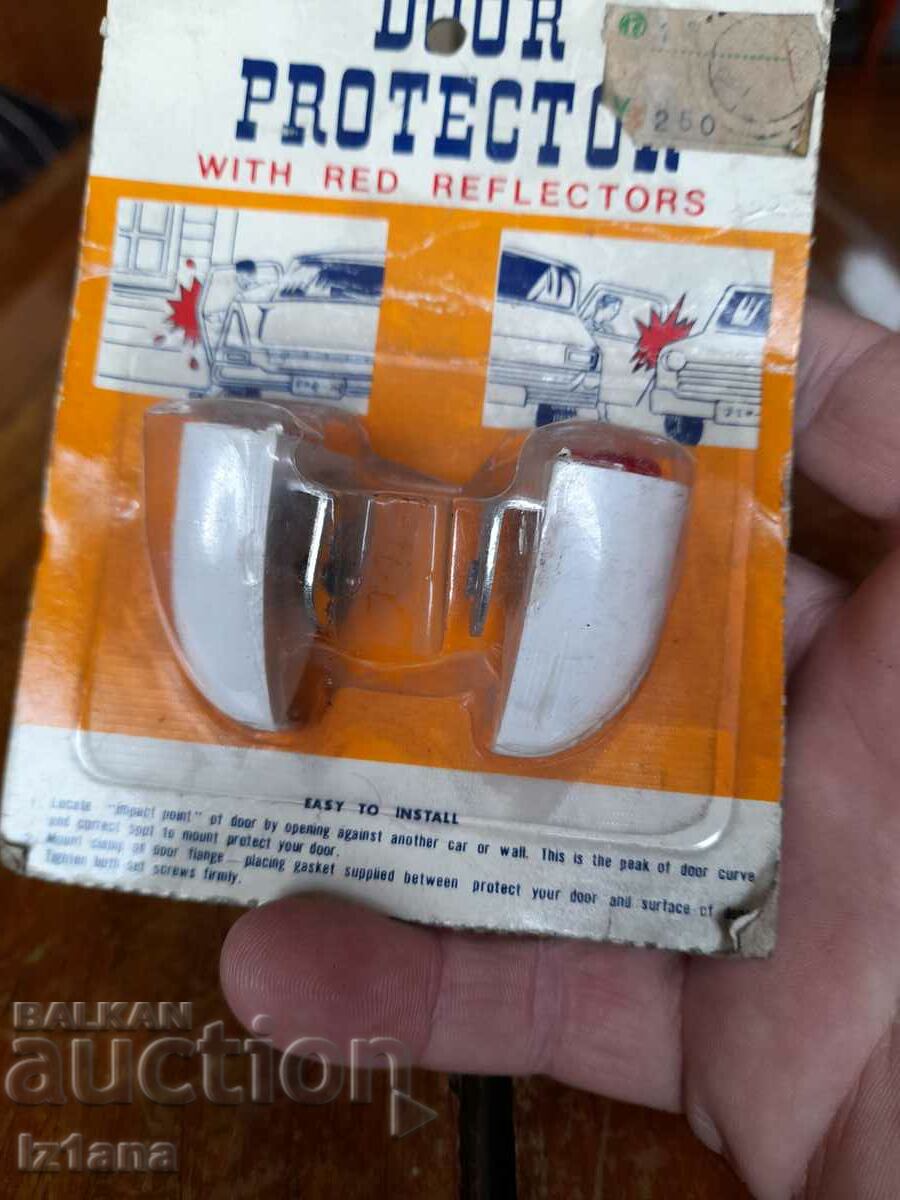 DOOR
PROTECTOR
250
WITH RED REFLECTORS
EASY TO INSTALL
1. Locate "impact point" of door by opening against another car or wall. This is the peak of door curve
and correct spot to mount protect your door.
2. Mount clamp of door flange—placing gasket supplied between protect your door and surface of
Tighten both set screws firmly.
BALKAN
auction
Iz1ana